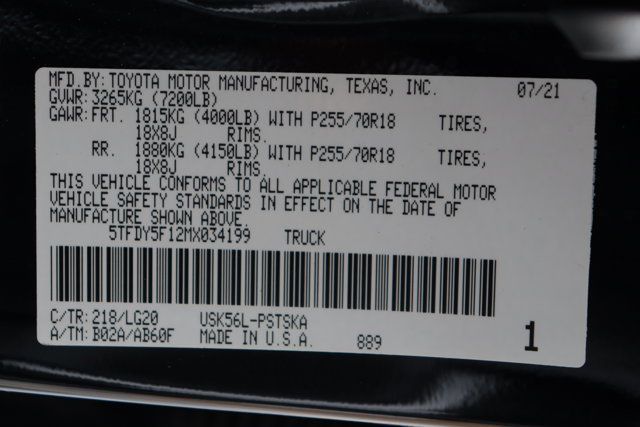 MFD.BY:TOYOTA MOTOR MANUFACTURING, TEXAS, INC. 07/21
GVWR:3265KG (7200LB)
GAWR:FRT. 1815KG (4000LB) WITH P255/70R18 TIRES,
18X8J RIMS.
RR. 1880KG (4150LB) WITH P255/70R18 TIRES,
18X8J RIMS.
THIS VEHICLE CONFORMS TO ALL APPLICABLE FEDERAL MOTOR
VEHICLE SAFETY STANDARDS IN EFFECT ON THE DATE OF
MANUFACTURE SHOWN ABOVE.
5TFDY5F12MX034199 TRUCK
C/TR:218/LG20 USK56L-PSTSKA
A/TM:B02A/AB60F MADE IN U.S.A. 889 1